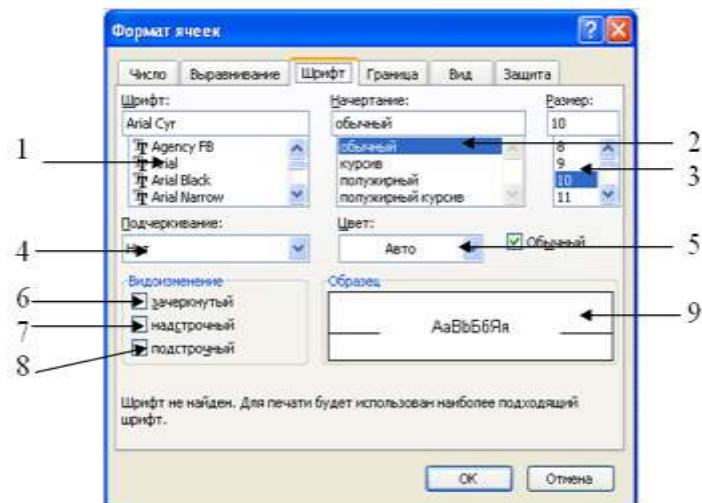 Формат ячеек
Число Выравнивание Шрифт Граница Вид Защита
Шрифт: Начертание: Размер:
Arial Cyr обычный 10
1 Agency FB обычный 8 2
Arial курсив 9 3
Arial Black полужирный 10
Arial Narrow полужирный курсив 11
Подчеркивание: Цвет:
4 Нет Авто Обычный 5
Видоизменение Образец
6 зачеркнутый 9
7 надстрочный АаBbБбЯя
8 подстрочный
Шрифт не найден. Для печати будет использован наиболее подходящий
шрифт.
OK Отмена